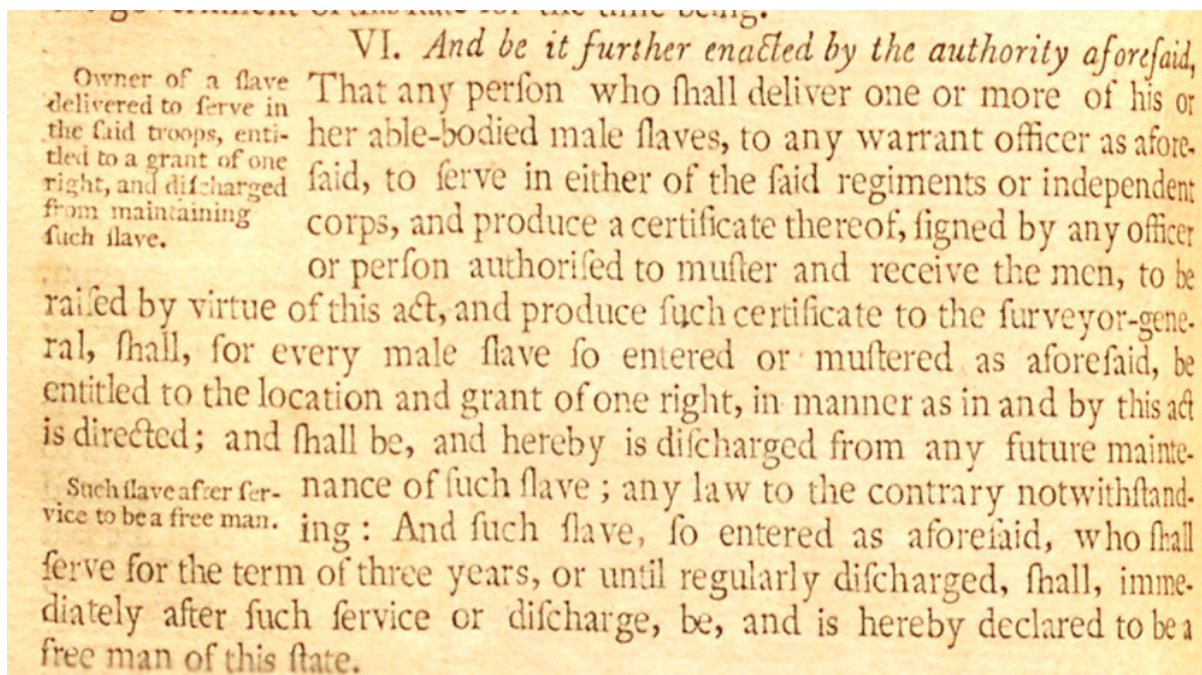 government of this ſtate for the time being.
VI. And be it further enacted by the authority aforeſaid,
Owner of a ſlave
delivered to ſerve in
the ſaid troops, enti-
tled to a grant of one
right, and diſcharged
from maintaining
ſuch ſlave.
That any perſon who ſhall deliver one or more of his or
her able-bodied male ſlaves, to any warrant officer as afore-
ſaid, to ſerve in either of the ſaid regiments or independent
corps, and produce a certificate thereof, ſigned by any officer
or perſon authoriſed to muſter and receive the men, to be
raiſed by virtue of this act, and produce ſuch certificate to the ſurveyor-gene-
ral, ſhall, for every male ſlave ſo entered or muſtered as aforeſaid, be
entitled to the location and grant of one right, in manner as in and by this act
is directed; and ſhall be, and hereby is diſcharged from any future mainte-
Such ſlave after ſer-
vice to be a free man.
nance of ſuch ſlave; any law to the contrary notwithſtand-
ing: And ſuch ſlave, ſo entered as aforeſaid, who ſhall
ſerve for the term of three years, or until regularly diſcharged, ſhall, imme-
diately after ſuch ſervice or diſcharge, be, and is hereby declared to be a
free man of this ſtate.